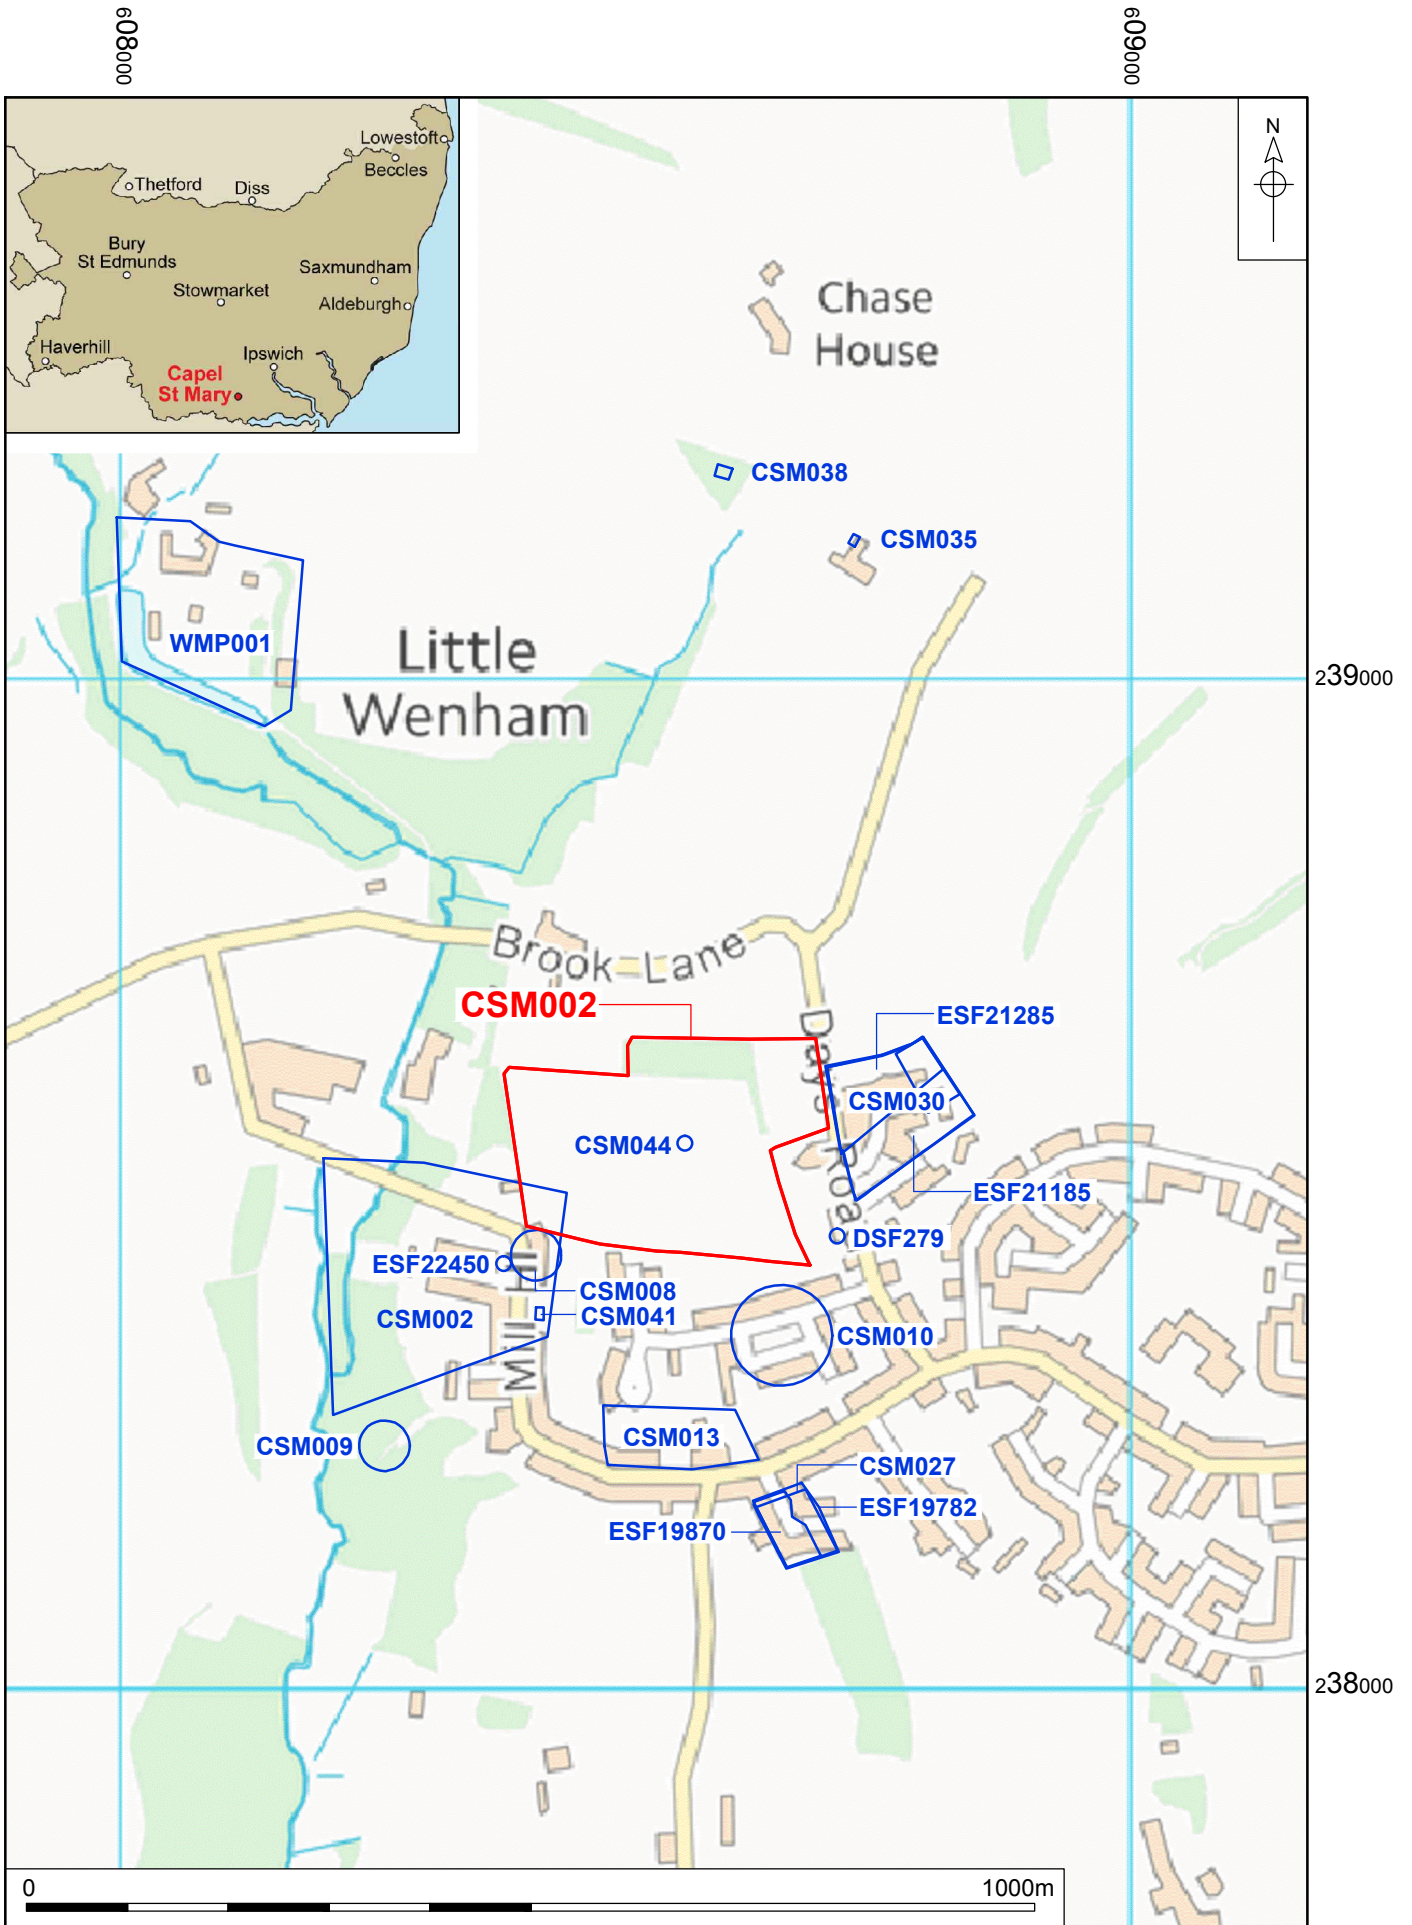 608000
609000
Lowestoft
Beccles
Thetford
Diss
Bury
St Edmunds
Saxmundham
Stowmarket
Aldeburgh
Haverhill
Ipswich
Capel
St Mary
N
Chase
House
CSM038
CSM035
WMP001
Little
Wenham
239000
Brook Lane
CSM002
Days Road
ESF21285
CSM030
CSM044
ESF21185
DSF279
ESF22450
Mill Hill
CSM008
CSM041
CSM002
CSM010
CSM009
CSM013
CSM027
ESF19782
ESF19870
238000
0
1000m